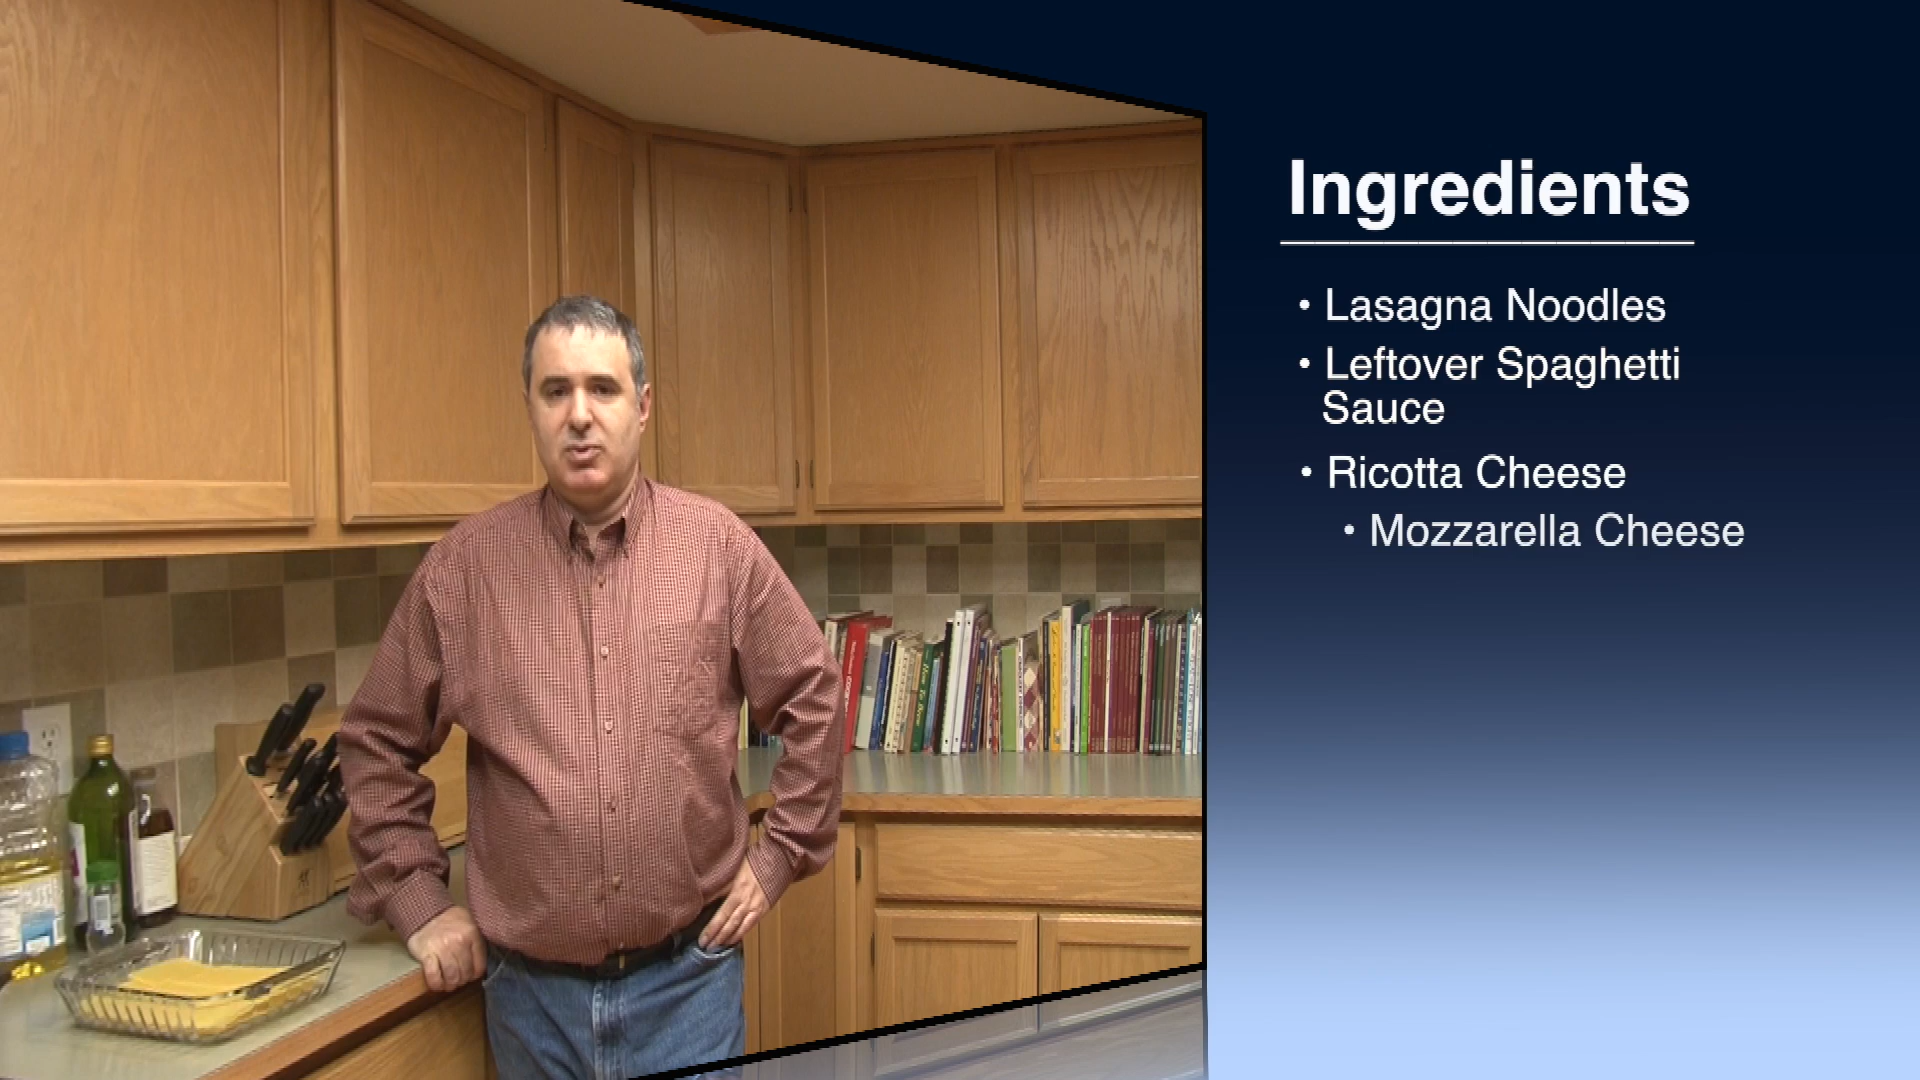 Ingredients
• Lasagna Noodles
• Leftover Spaghetti
Sauce
• Ricotta Cheese
• Mozzarella Cheese